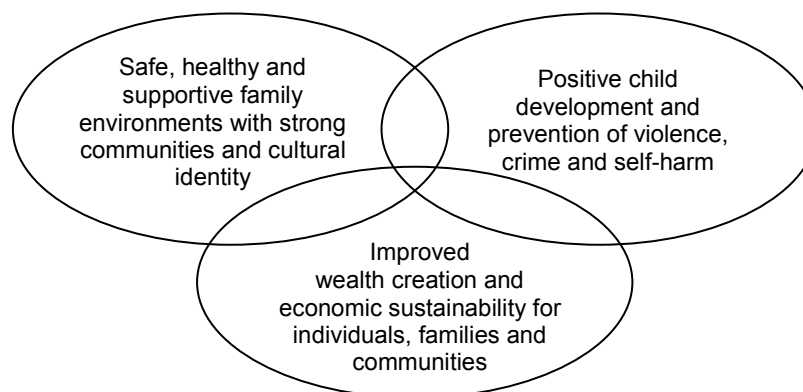 Safe, healthy and
supportive family
environments with strong
communities and cultural
identity
Positive child
development and
prevention of violence,
crime and self-harm
Improved
wealth creation and
economic sustainability for
individuals, families and
communities